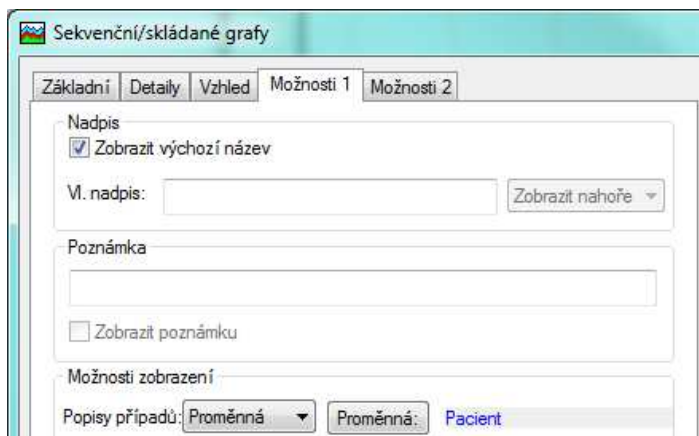 Sekvenční/skládané grafy
Základní Detaily Vzhled Možnosti 1 Možnosti 2
Nadpis
Zobrazit výchozí název
Vl. nadpis: Zobrazit nahoře
Poznámka
Zobrazit poznámku
Možnosti zobrazení
Popisy případů: Proměnná Proměnná: Pacient